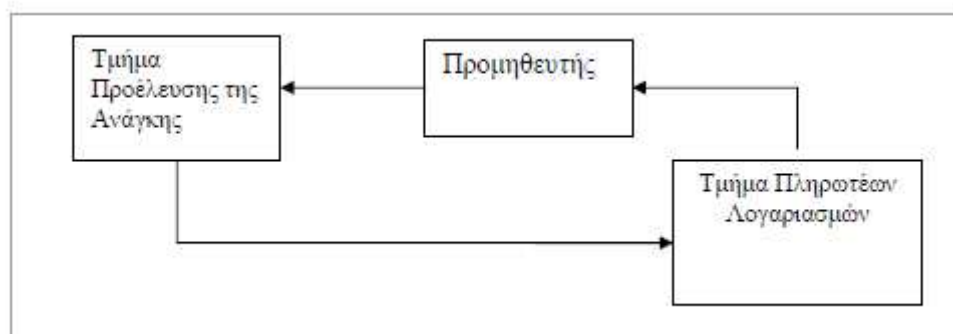 Τμήμα
Προέλευσης της
Ανάγκης
Προμηθευτής
Τμήμα Πληρωτέων
Λογαριασμών